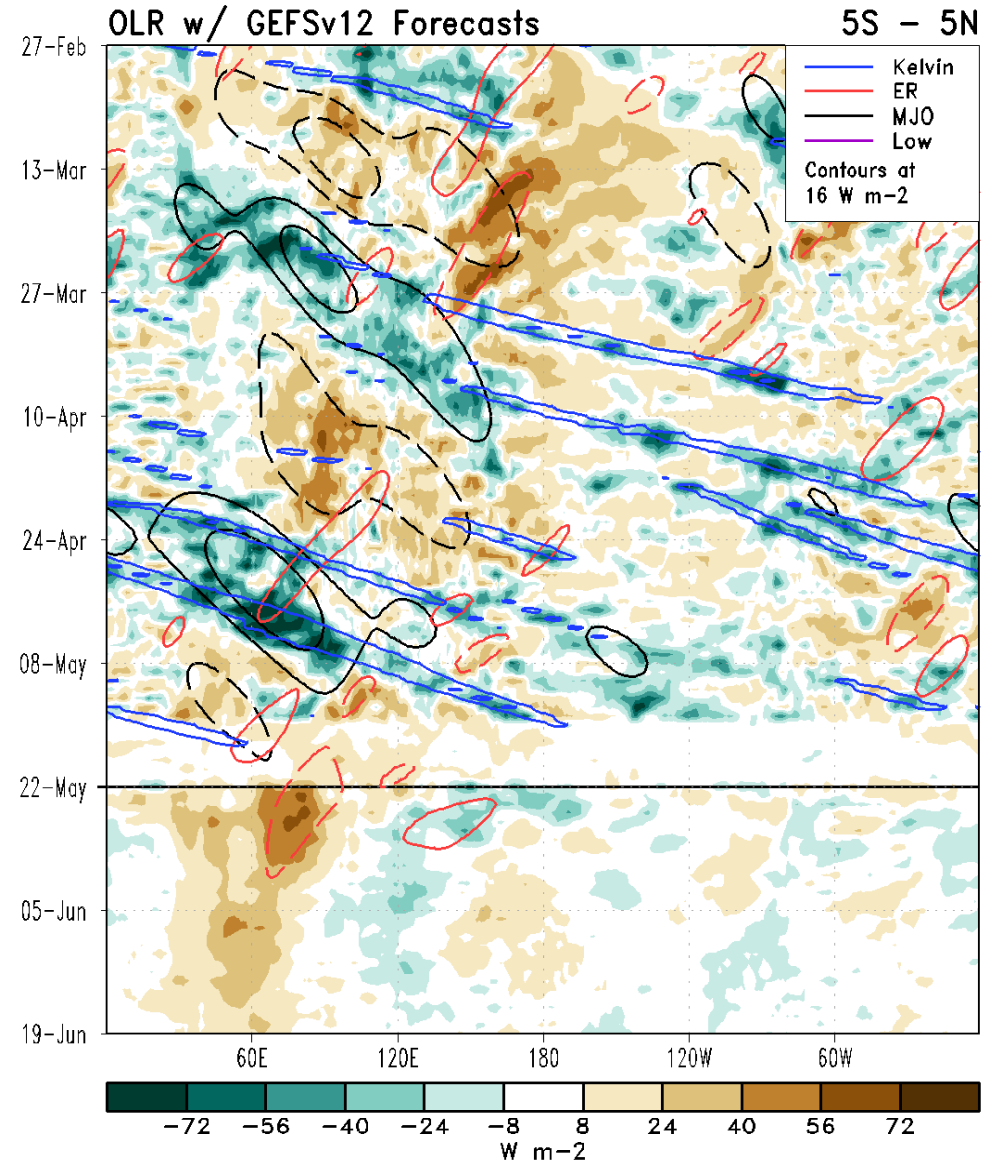 OLR w/ GEFSv12 Forecasts 5S - 5N
Kelvin
ER
MJO
Low
Contours at
16 W m-2
27-Feb
13-Mar
27-Mar
10-Apr
24-Apr
08-May
22-May
05-Jun
19-Jun
60E 120E 180 120W 60W
-72 -56 -40 -24 -8 8 24 40 56 72
W m-2